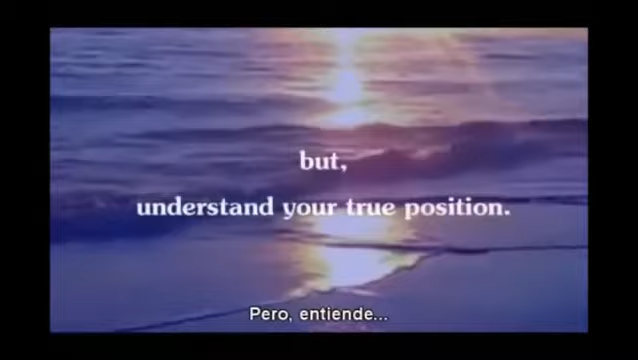 but,
understand your true position.
Pero, entiende...